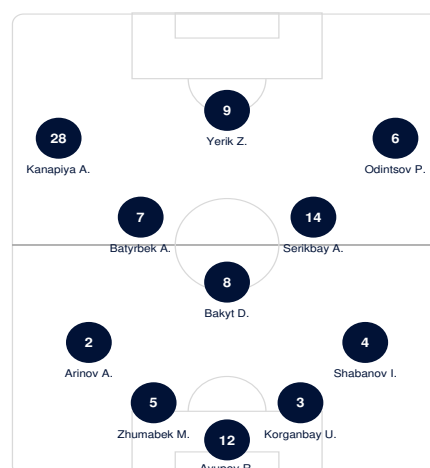 9
Yerik Z.
28
6
Kanapiya A.
Odintsov P.
7
14
Batyrbek A.
Serikbay A.
8
Bakyt D.
2
4
Arinov A.
Shabanov I.
5
3
Zhumabek M.
Korganbay U.
12